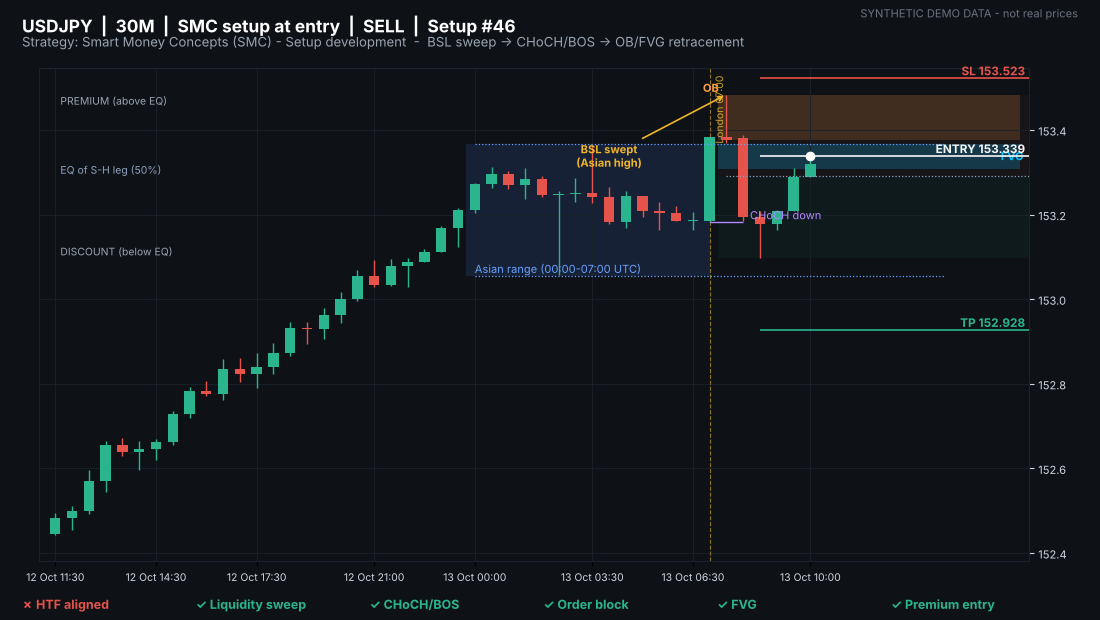 SYNTHETIC DEMO DATA - not real prices
USDJPY | 30M | SMC setup at entry | SELL | Setup #46
Strategy: Smart Money Concepts (SMC) - Setup development - BSL sweep → CHoCH/BOS → OB/FVG retracement
SL 153.523
OB
London 07:00
PREMIUM (above EQ)
153.4
BSL swept
(Asian high)
ENTRY 153.339
FVG
EQ of S-H leg (50%)
153.2
CHoCH down
DISCOUNT (below EQ)
Asian range (00:00-07:00 UTC)
153.0
TP 152.928
152.8
152.6
152.4
12 Oct 11:30 12 Oct 14:30 12 Oct 17:30 12 Oct 21:00 13 Oct 00:00 13 Oct 03:30 13 Oct 06:30 13 Oct 10:00
× HTF aligned ✓ Liquidity sweep ✓ CHoCH/BOS ✓ Order block ✓ FVG ✓ Premium entry